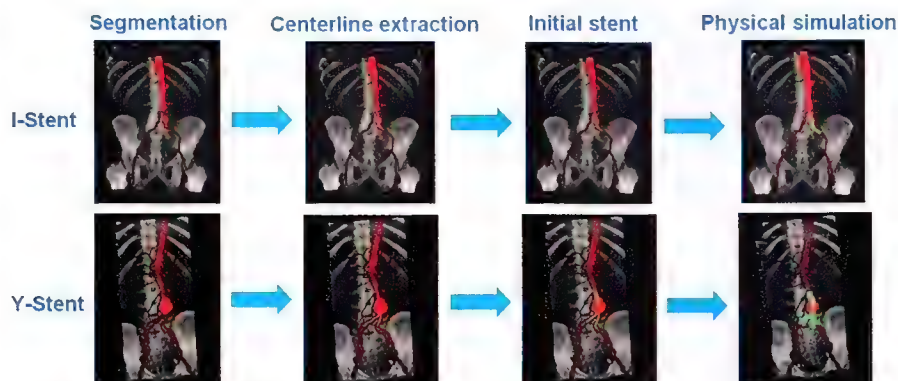 Segmentation Centerline extraction Initial stent Physical simulation
I-Stent
Y-Stent